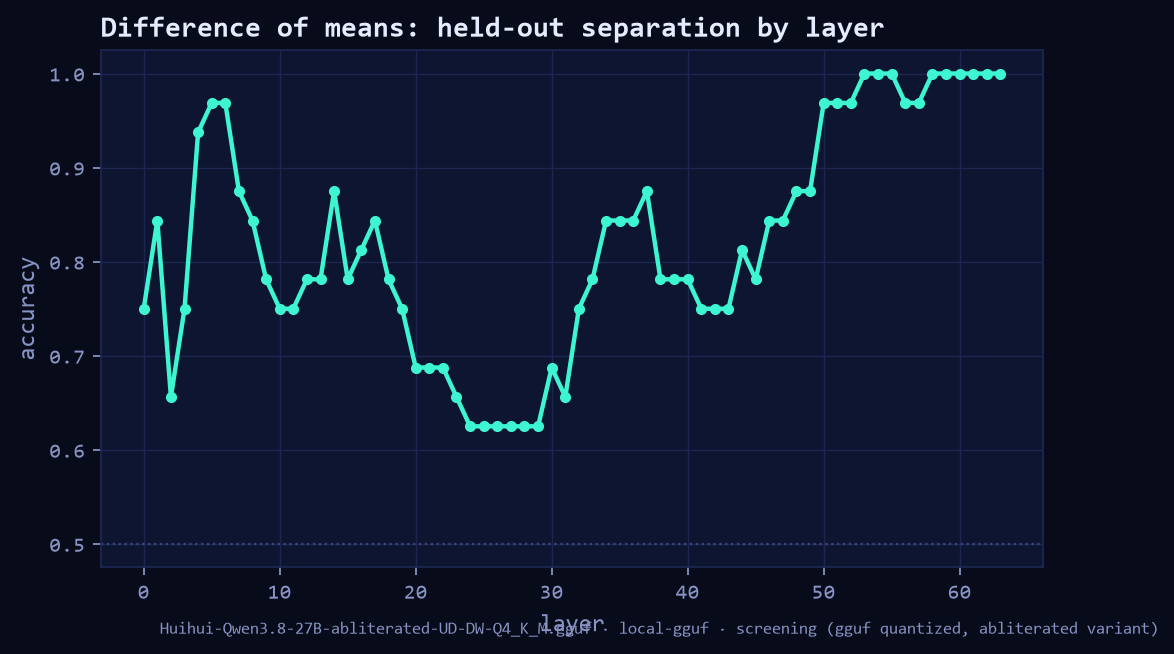 Difference of means: held-out separation by layer
accuracy
1.0
0.9
0.8
0.7
0.6
0.5
0 10 20 30 40 50 60
layer
Huihui-Qwen3.8-27B-abliterated-UD-DW-Q4_K_M.gguf · local-gguf · screening (gguf quantized, abliterated variant)